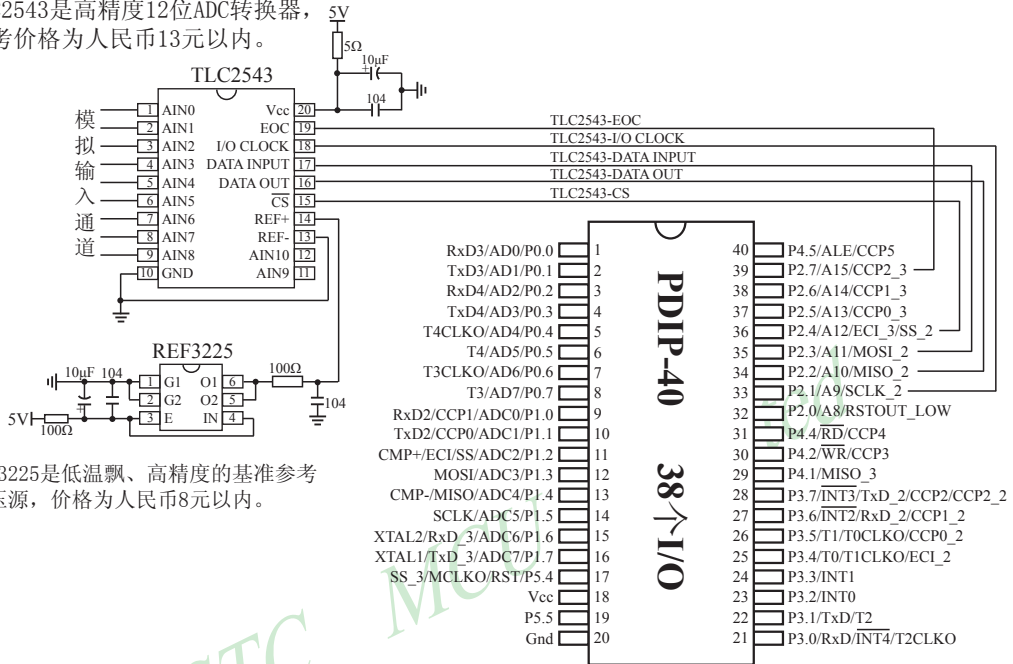 C2543是高精度12位ADC转换器,
考价格为人民币13元以内。
5V
5Ω
10μF
+
104
TLC2543
模拟输入通道
1 AIN0 Vcc 20
2 AIN1 EOC 19
3 AIN2 I/O CLOCK 18
4 AIN3 DATA INPUT 17
5 AIN4 DATA OUT 16
6 AIN5 CS 15
7 AIN6 REF+ 14
8 AIN7 REF- 13
9 AIN8 AIN10 12
10 GND AIN9 11
TLC2543-EOC
TLC2543-I/O CLOCK
TLC2543-DATA INPUT
TLC2543-DATA OUT
TLC2543-CS
REF3225
10μF 104
+
1 G1 O1 6
2 G2 O2 5
3 E IN 4
100Ω
104
5V
100Ω
3225是低温飘、高精度的基准参考
压源,价格为人民币8元以内。
PDIP-40 38个I/O
RxD3/AD0/P0.0 1 40 P4.5/ALE/CCP5
TxD3/AD1/P0.1 2 39 P2.7/A15/CCP2_3
RxD4/AD2/P0.2 3 38 P2.6/A14/CCP1_3
TxD4/AD3/P0.3 4 37 P2.5/A13/CCP0_3
T4CLKO/AD4/P0.4 5 36 P2.4/A12/ECI_3/SS_2
T4/AD5/P0.5 6 35 P2.3/A11/MOSI_2
T3CLKO/AD6/P0.6 7 34 P2.2/A10/MISO_2
T3/AD7/P0.7 8 33 P2.1/A9/SCLK_2
RxD2/CCP1/ADC0/P1.0 9 32 P2.0/A8/RSTOUT_LOW
TxD2/CCP0/ADC1/P1.1 10 31 P4.4/RD/CCP4
CMP+/ECI/SS/ADC2/P1.2 11 30 P4.2/WR/CCP3
MOSI/ADC3/P1.3 12 29 P4.1/MISO_3
CMP-/MISO/ADC4/P1.4 13 28 P3.7/INT3/TxD_2/CCP2/CCP2_2
SCLK/ADC5/P1.5 14 27 P3.6/INT2/RxD_2/CCP1_2
XTAL2/RxD_3/ADC6/P1.6 15 26 P3.5/T1/T0CLKO/CCP0_2
XTAL1/TxD_3/ADC7/P1.7 16 25 P3.4/T0/T1CLKO/ECI_2
SS_3/MCLKO/RST/P5.4 17 24 P3.3/INT1
Vcc 18 23 P3.2/INT0
P5.5 19 22 P3.1/TxD/T2
Gnd 20 21 P3.0/RxD/INT4/T2CLKO
STC MCU